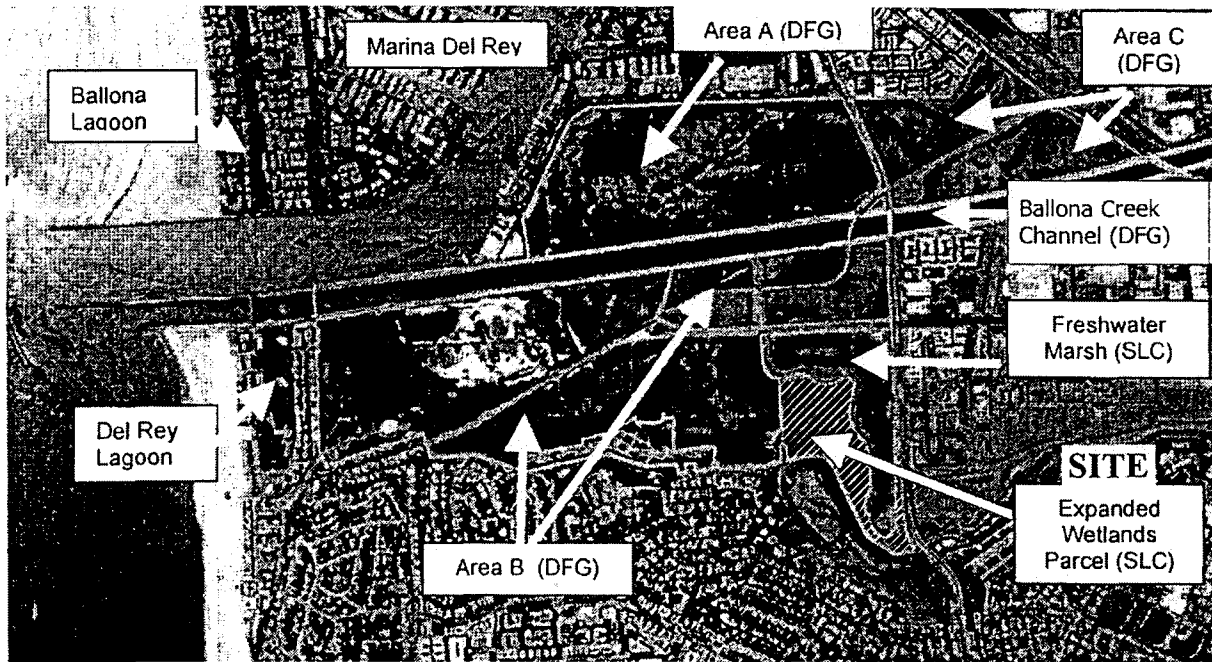 Marina Del Rey
Area A (DFG)
Area C
(DFG)
Ballona
Lagoon
Ballona Creek
Channel (DFG)
Freshwater
Marsh (SLC)
Del Rey
Lagoon
SITE
Expanded
Wetlands
Parcel (SLC)
Area B (DFG)